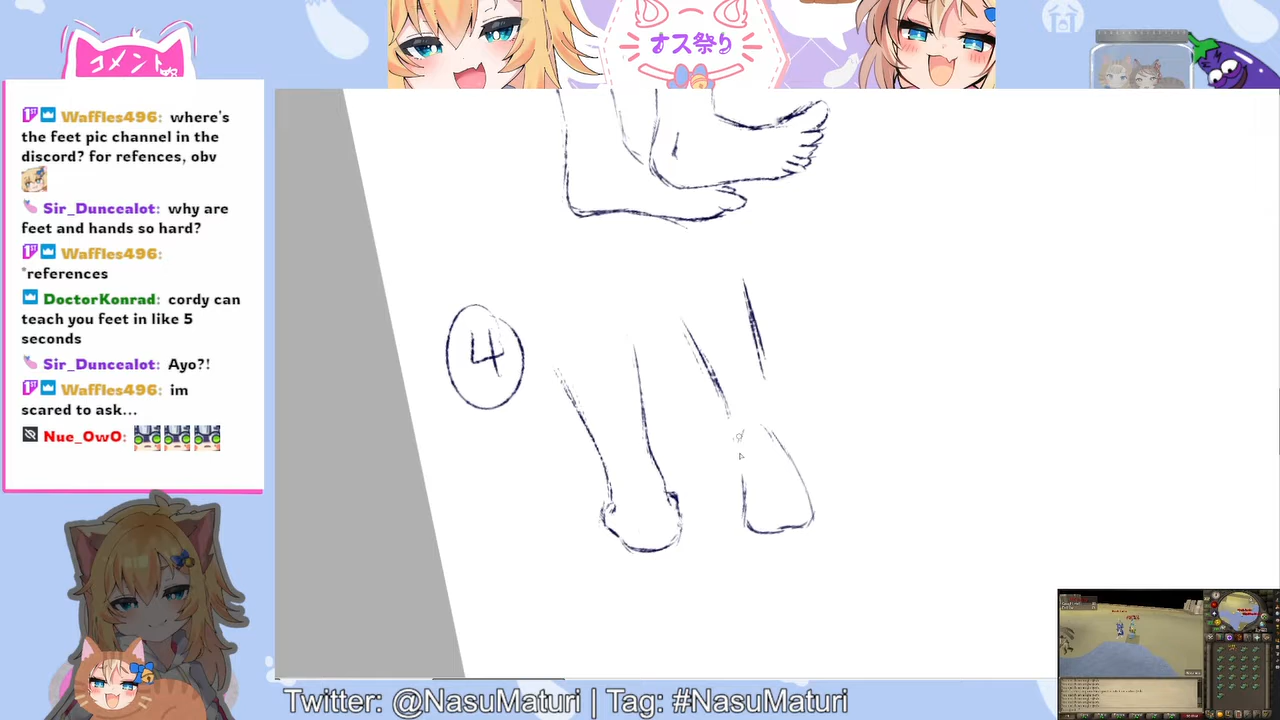 コメント
ナス祭り
Waffles496: where's
the feet pic channel in the
discord? for refences, obv
Sir_Duncealot: why are
feet and hands so hard?
Waffles496:
*references
DoctorKonrad: cordy can
teach you feet in like 5
seconds
Sir_Duncealot: Ayo?!
Waffles496: im
scared to ask...
Nue_OwO:
4
Twitter: @NasuMaturi | Tag: #NasuMaturi